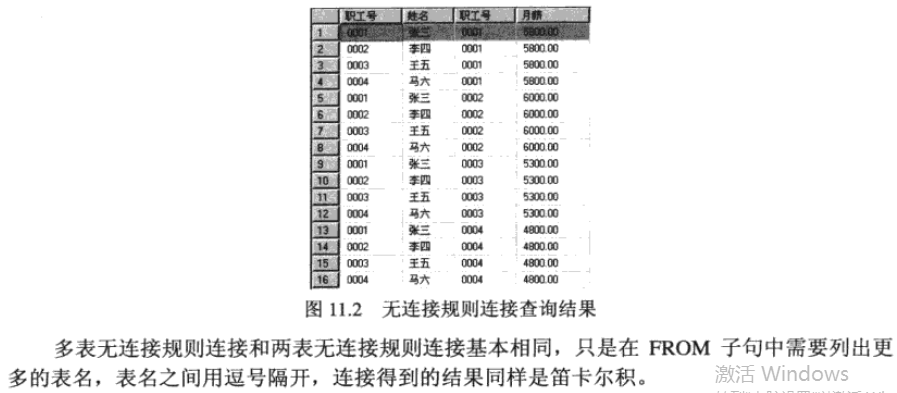 职工号 姓名 职工号 月薪
1 0001 张三 0001 5800.00
2 0002 李四 0001 5800.00
3 0003 王五 0001 5800.00
4 0004 马六 0001 5800.00
5 0001 张三 0002 6000.00
6 0002 李四 0002 6000.00
7 0003 王五 0002 6000.00
8 0004 马六 0002 6000.00
9 0001 张三 0003 5300.00
10 0002 李四 0003 5300.00
11 0003 王五 0003 5300.00
12 0004 马六 0003 5300.00
13 0001 张三 0004 4800.00
14 0002 李四 0004 4800.00
15 0003 王五 0004 4800.00
16 0004 马六 0004 4800.00
图 11.2 无连接规则连接查询结果
多表无连接规则连接和两表无连接规则连接基本相同，只是在 FROM 子句中需要列出更
多的表名，表名之间用逗号隔开，连接得到的结果同样是笛卡尔积。
激活 Windows